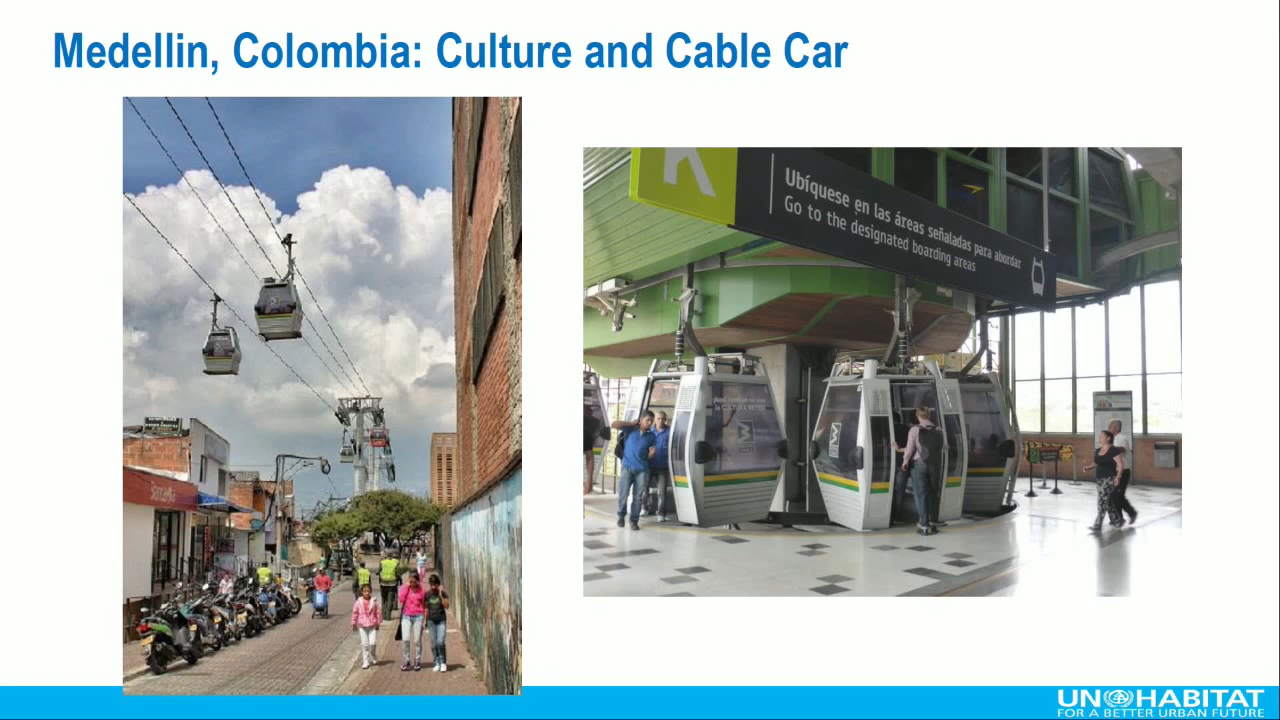 Medellin, Colombia: Culture and Cable Car
K
Ubíquese en las áreas señaladas para abordar
Go to the designated boarding areas
UN HABITAT
FOR A BETTER URBAN FUTURE